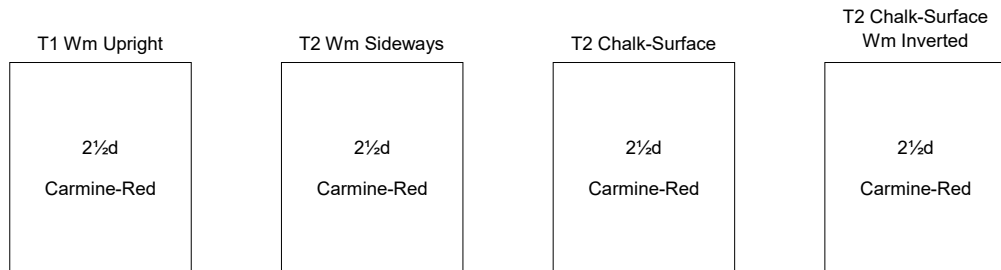 T1 Wm Upright
T2 Wm Sideways
T2 Chalk-Surface
T2 Chalk-Surface
Wm Inverted
2½d
Carmine-Red
2½d
Carmine-Red
2½d
Carmine-Red
2½d
Carmine-Red